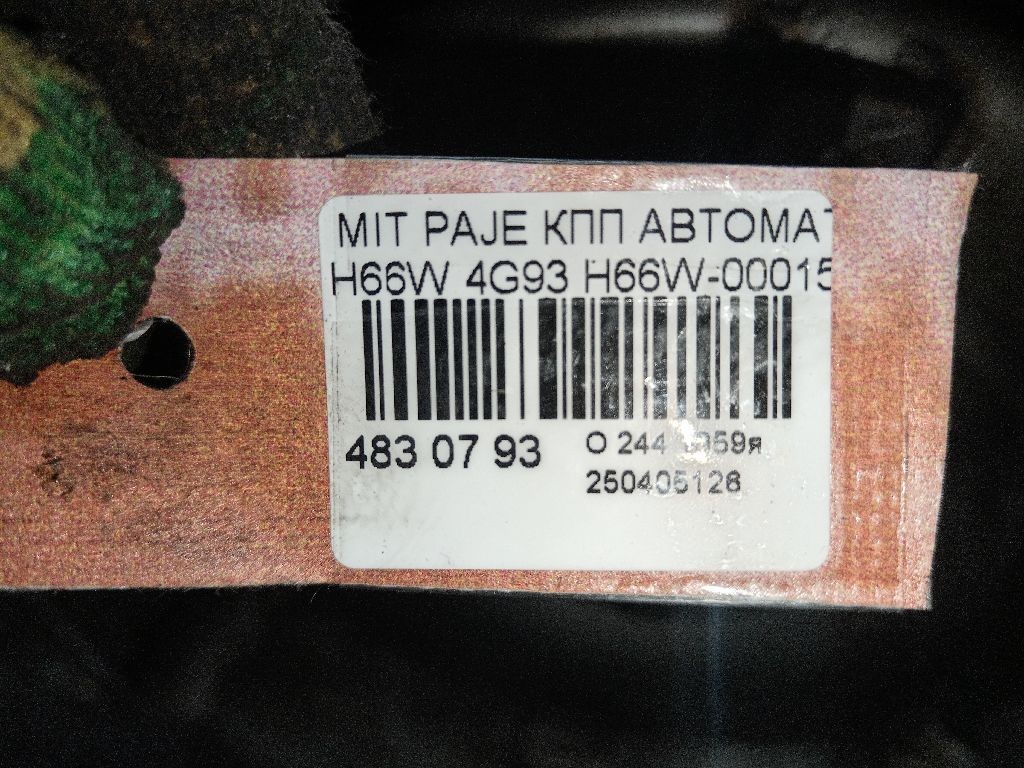 MIT PAJE КПП АВТОМАТ
H66W 4G93 H66W-00015
483 07 93
О 244
250405128